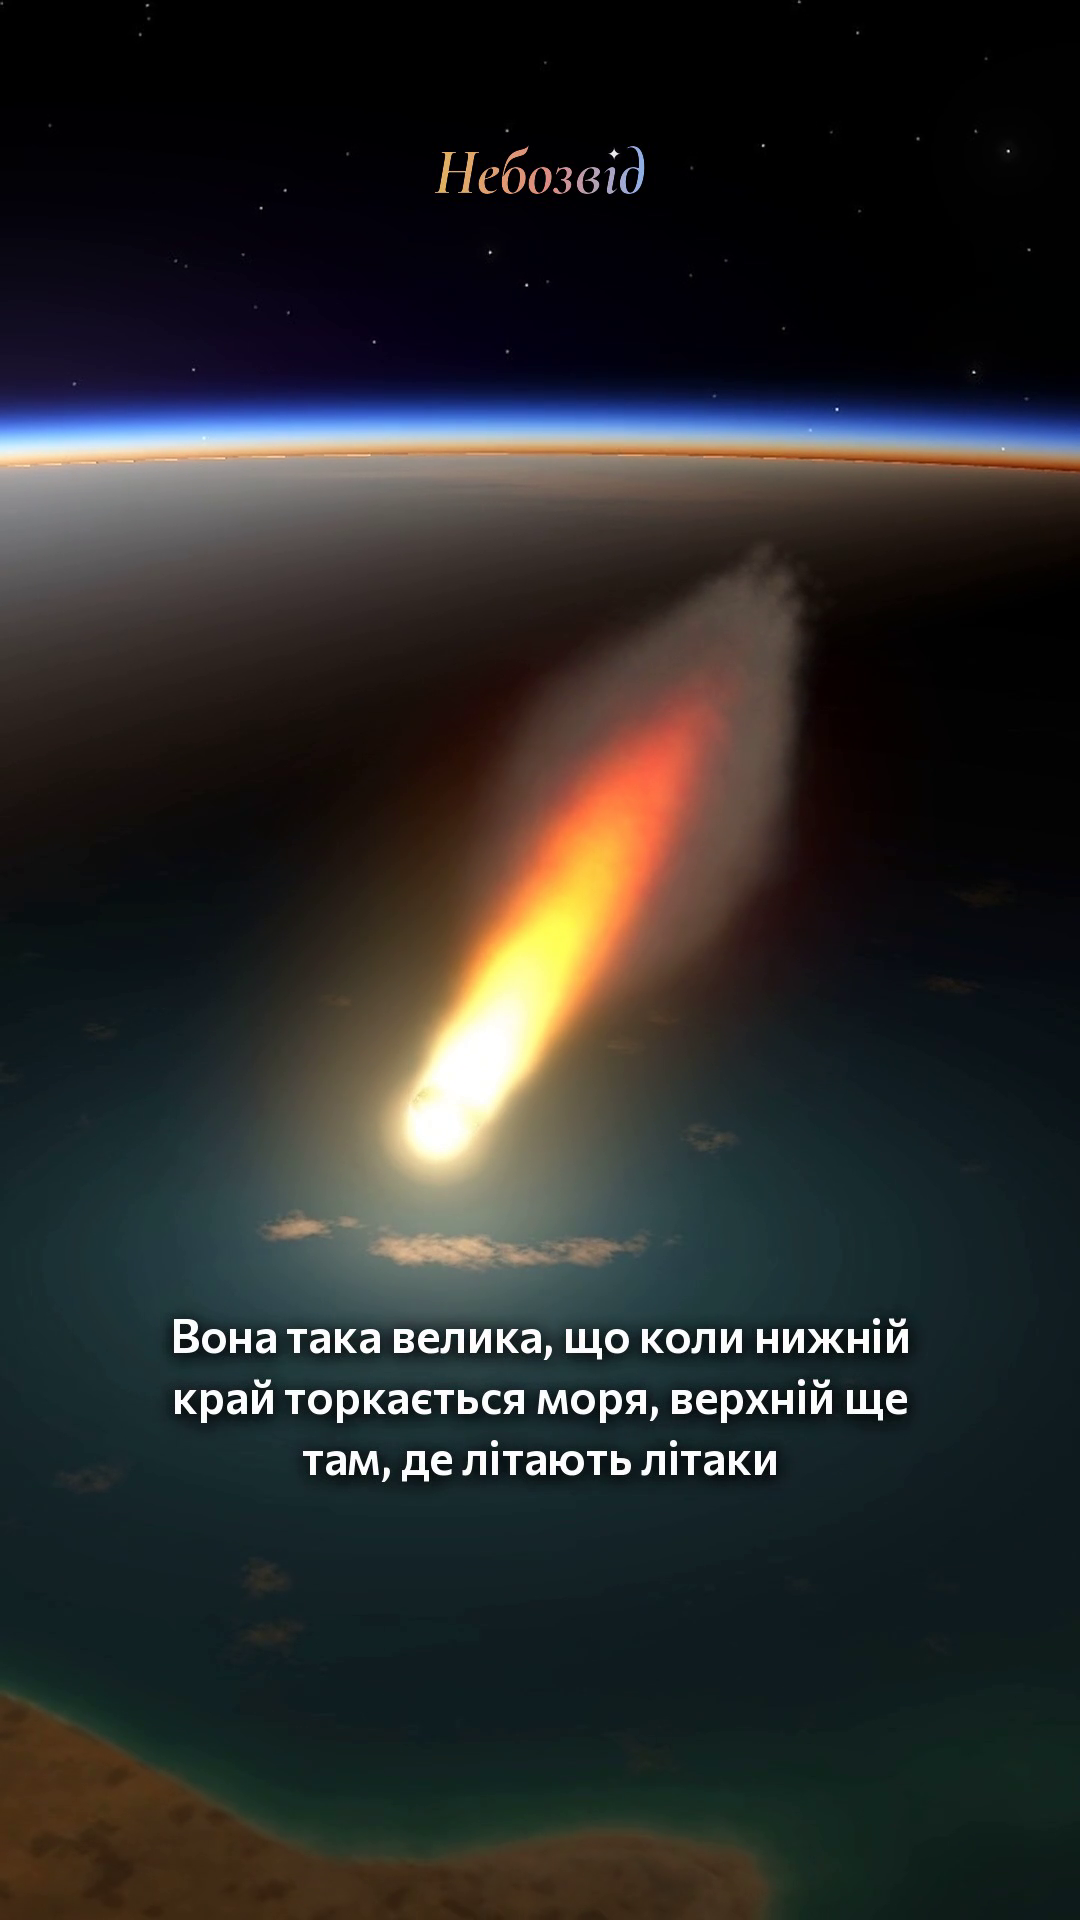 Небозвід
Вона така велика, що коли нижній
край торкається моря, верхній ще
там, де літають літаки